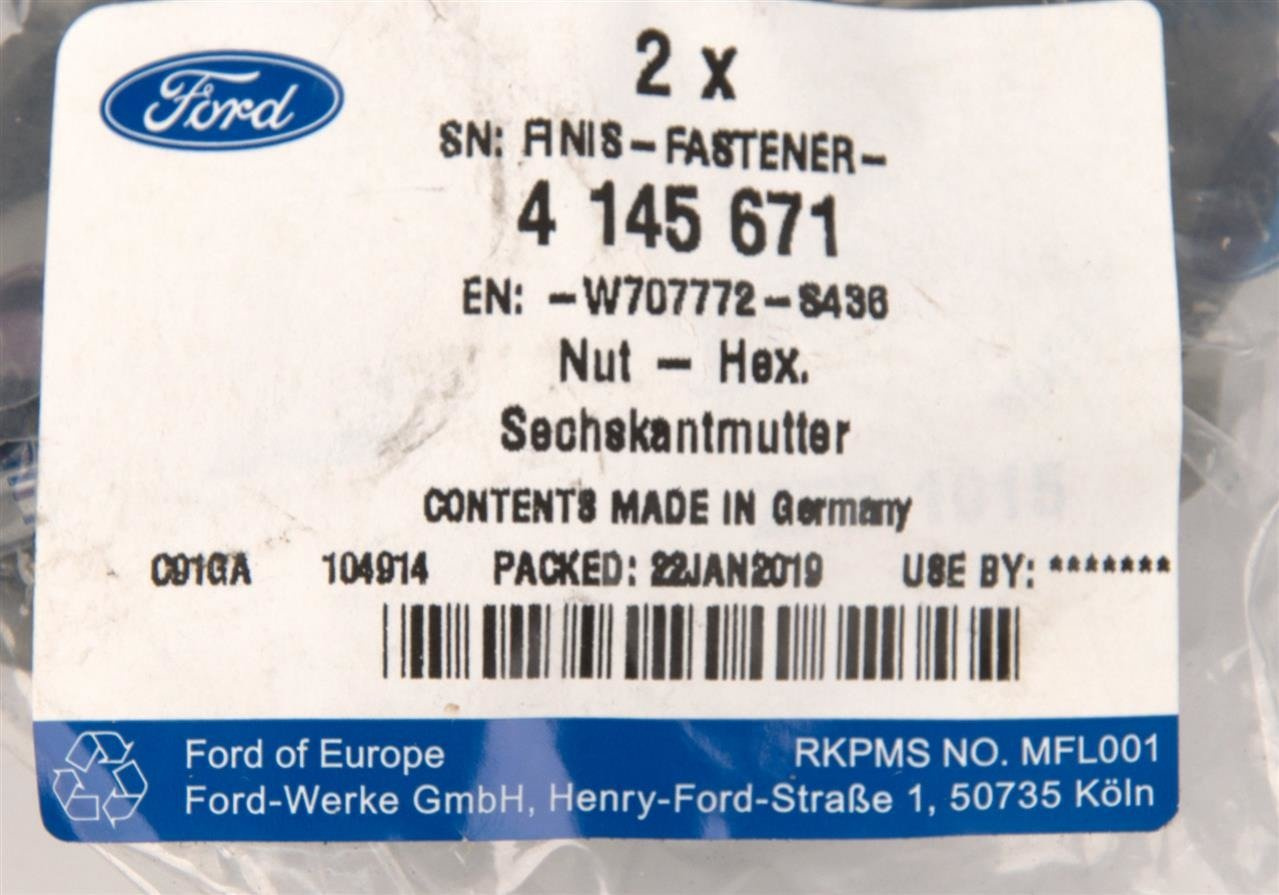 Ford
2 x
SN: FINIS-FASTENER-
4 145 671
EN: -W707772-S436
Nut - Hex.
Sechskantmutter
CONTENTS MADE IN Germany
C91GA 104914 PACKED: 22JAN2019 USE BY: *******
Ford of Europe RKPMS NO. MFL001
Ford-Werke GmbH, Henry-Ford-Straße 1, 50735 Köln